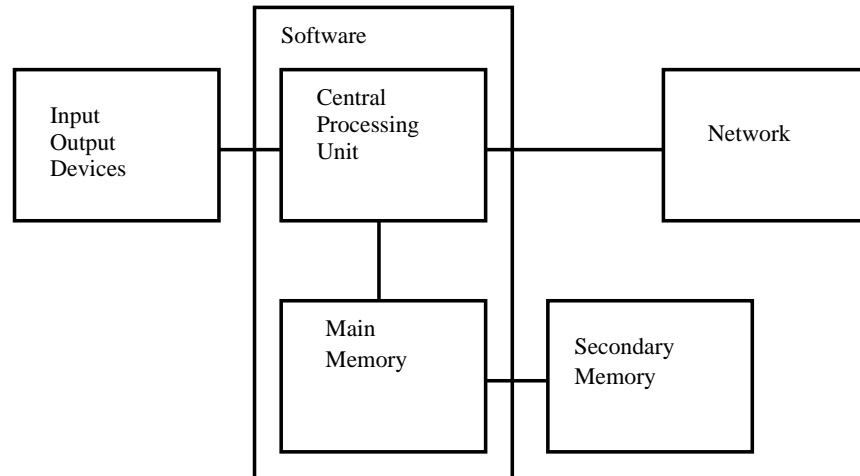 Software
Input
Output
Devices
Central
Processing
Unit
Network
Main
Memory
Secondary
Memory